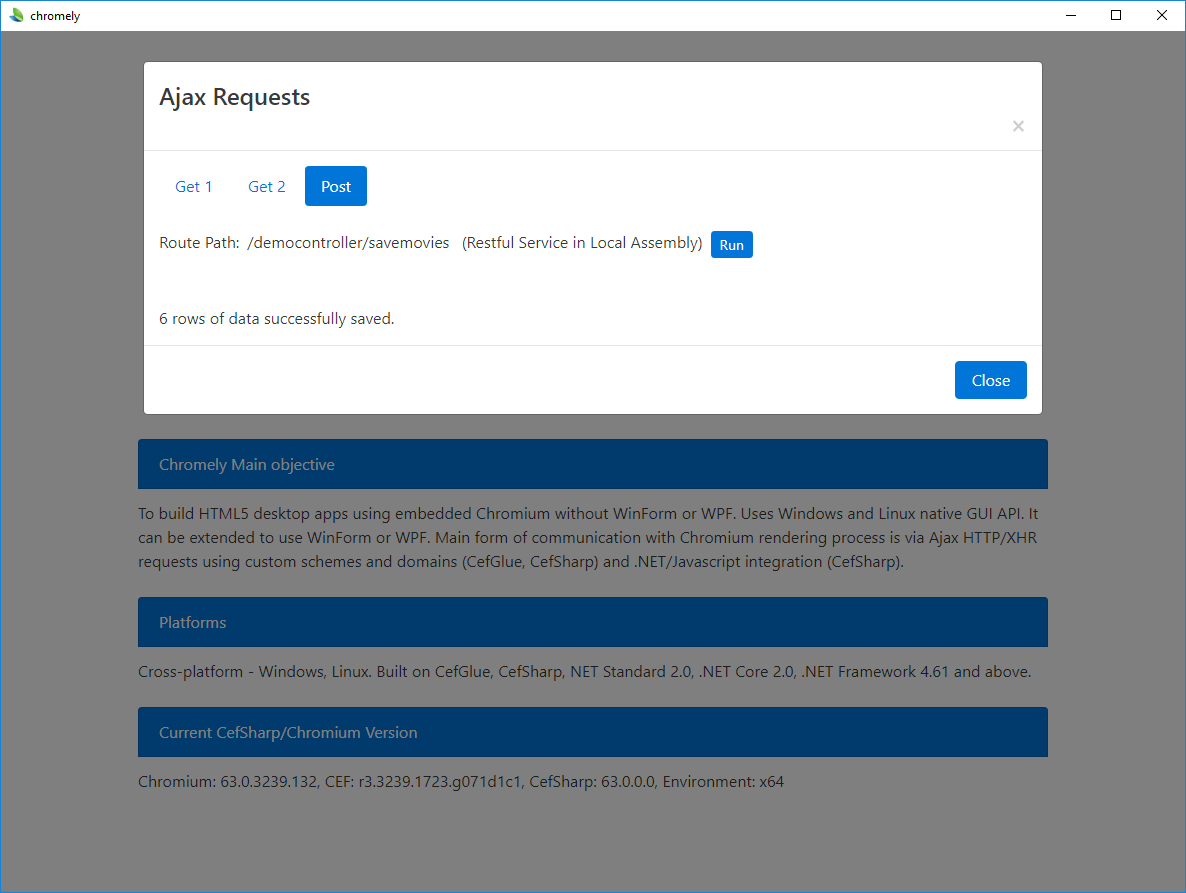 chromely
Ajax Requests
×
Get 1 Get 2 Post
Route Path: /democontroller/savemovies (Restful Service in Local Assembly) Run
6 rows of data successfully saved.
Close
Chromely Main objective
To build HTML5 desktop apps using embedded Chromium without WinForm or WPF. Uses Windows and Linux native GUI API. It
can be extended to use WinForm or WPF. Main form of communication with Chromium rendering process is via Ajax HTTP/XHR
requests using custom schemes and domains (CefGlue, CefSharp) and .NET/Javascript integration (CefSharp).
Platforms
Cross-platform - Windows, Linux. Built on CefGlue, CefSharp, NET Standard 2.0, .NET Core 2.0, .NET Framework 4.61 and above.
Current CefSharp/Chromium Version
Chromium: 63.0.3239.132, CEF: r3.3239.1723.g071d1c1, CefSharp: 63.0.0.0, Environment: x64